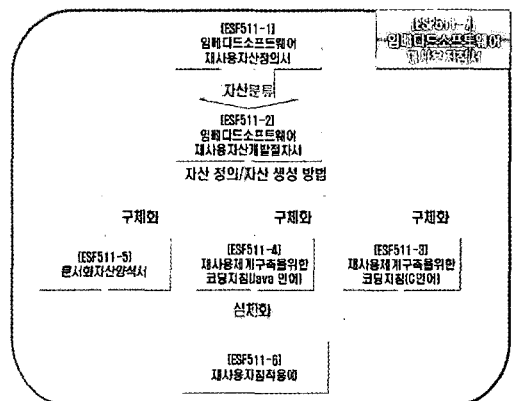 [ESF511-1]
임베디드소프트웨어
재사용자산정의서
[ESF511-7]
임베디드소프트웨어
자산분류
[ESF511-2]
임베디드소프트웨어
재사용자산개발절차서
자산 정의/자산 생성 방법
구체화
구체화
구체화
[ESF511-5]
문서화자산양식서
[ESF511-4]
재사용체계구축을위한
코딩지침(Java 언어)
[ESF511-3]
재사용체계구축을위한
코딩지침(C언어)
실체화
[ESF511-6]
재사용지침적용예